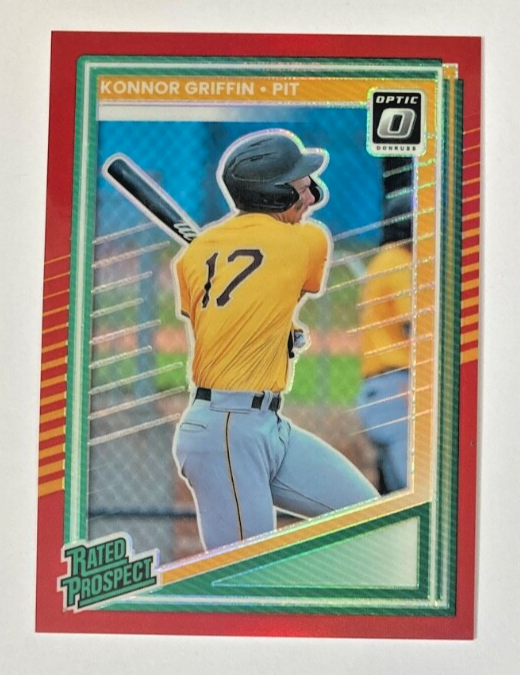 KONNOR GRIFFIN • PIT
OPTIC
O
DONRUSS
17
RATED
PROSPECT